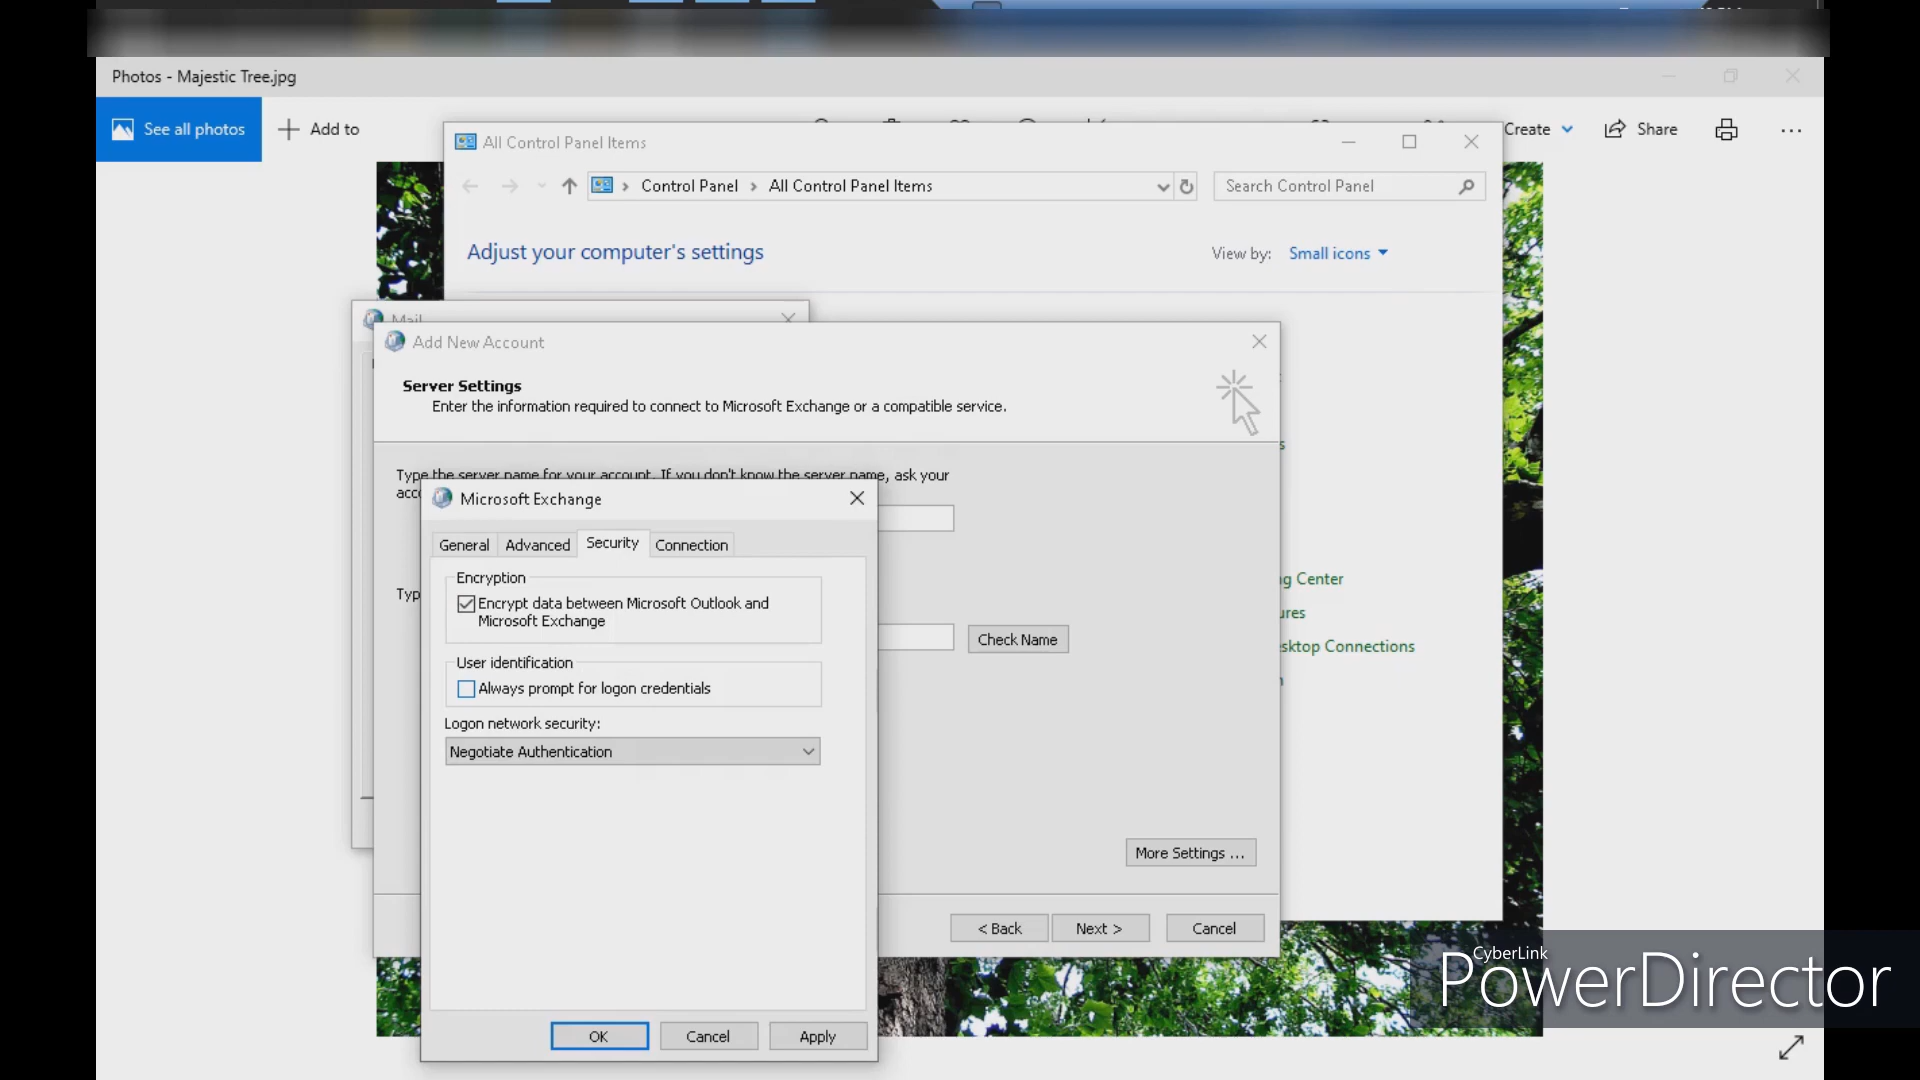 Photos - Majestic Tree.jpg
See all photos
Add to
Create
Share
All Control Panel Items
Control Panel
All Control Panel Items
Search Control Panel
Adjust your computer's settings
View by:
Small icons
Mail
Add New Account
Server Settings
Enter the information required to connect to Microsoft Exchange or a compatible service.
Type the server name for your account. If you don't know the server name, ask your
Microsoft Exchange
General
Advanced
Security
Connection
Encryption
Encrypt data between Microsoft Outlook and
Microsoft Exchange
User identification
Always prompt for logon credentials
Logon network security:
Negotiate Authentication
Check Name
Center
Connections
More Settings ...
< Back
Next >
Cancel
OK
Cancel
Apply
CyberLink
PowerDirector